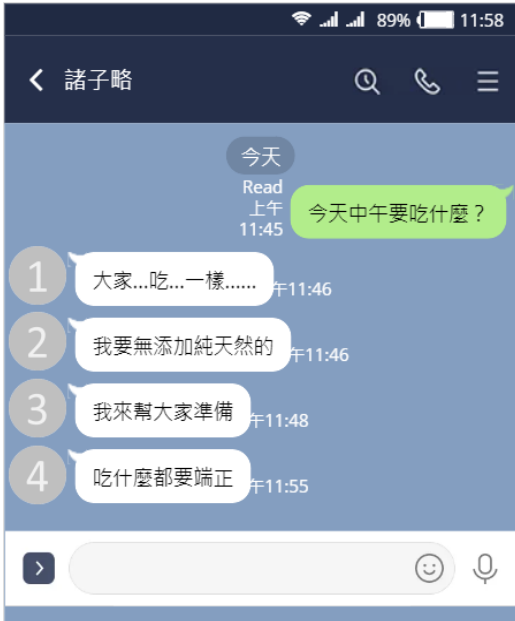 89% 11:58
諸子略
今天
Read
上午
11:45
今天中午要吃什麼？
1
大家...吃...一樣......
午11:46
2
我要無添加純天然的
午11:46
3
我來幫大家準備
午11:48
4
吃什麼都要端正
午11:55